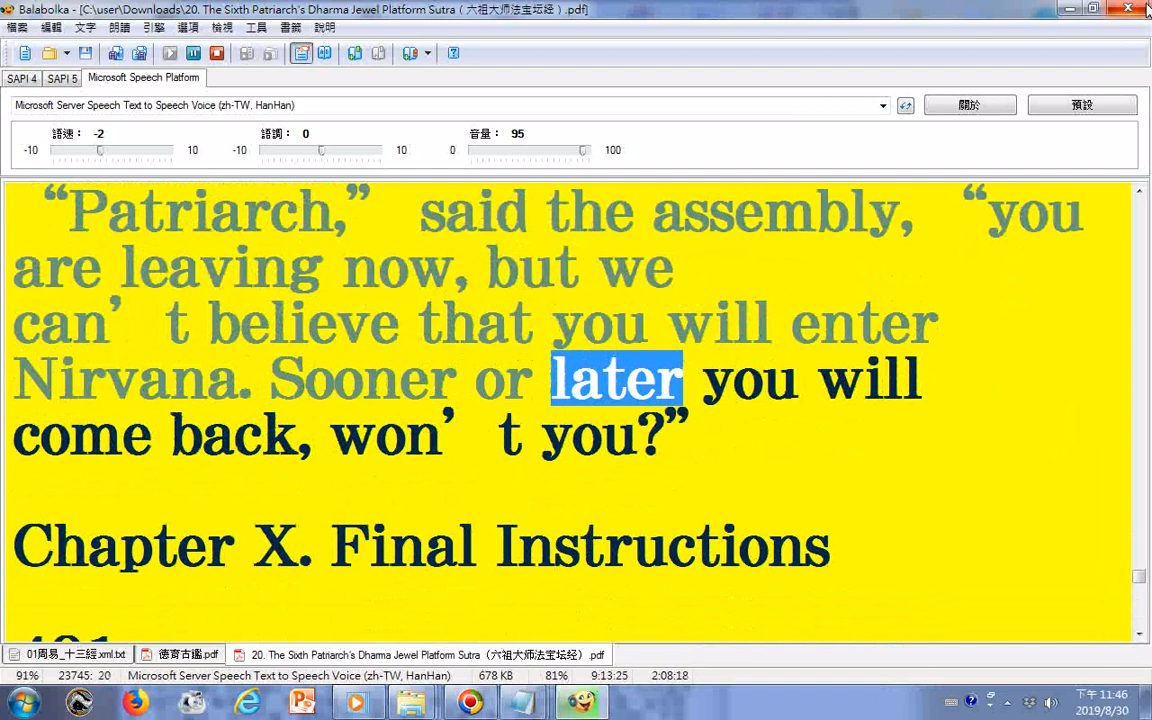 Balabolka - [C:\user\Downloads\20. The Sixth Patriarch's Dharma Jewel Platform Sutra（六祖大师法宝坛经）.pdf]
檔案 編輯 文字 朗讀 引擎 選項 檢視 工具 書籤 說明
SAPI 4 SAPI 5 Microsoft Speech Platform
Microsoft Server Speech Text to Speech Voice (zh-TW, HanHan) 關於 預設
語速： -2 語調： 0 音量： 95
-10 10 -10 10 0 100
“Patriarch,” said the assembly, “you
are leaving now, but we
can’t believe that you will enter
Nirvana. Sooner or later you will
come back, won’t you?”
Chapter X. Final Instructions
01周易_十三經.xml.txt 德育古鑑.pdf 20. The Sixth Patriarch's Dharma Jewel Platform Sutra（六祖大师法宝坛经）.pdf
91% 23745: 20 Microsoft Server Speech Text to Speech Voice (zh-TW, HanHan) 678 KB 81% 9:13:25 2:08:18
下午 11:46
2019/8/30